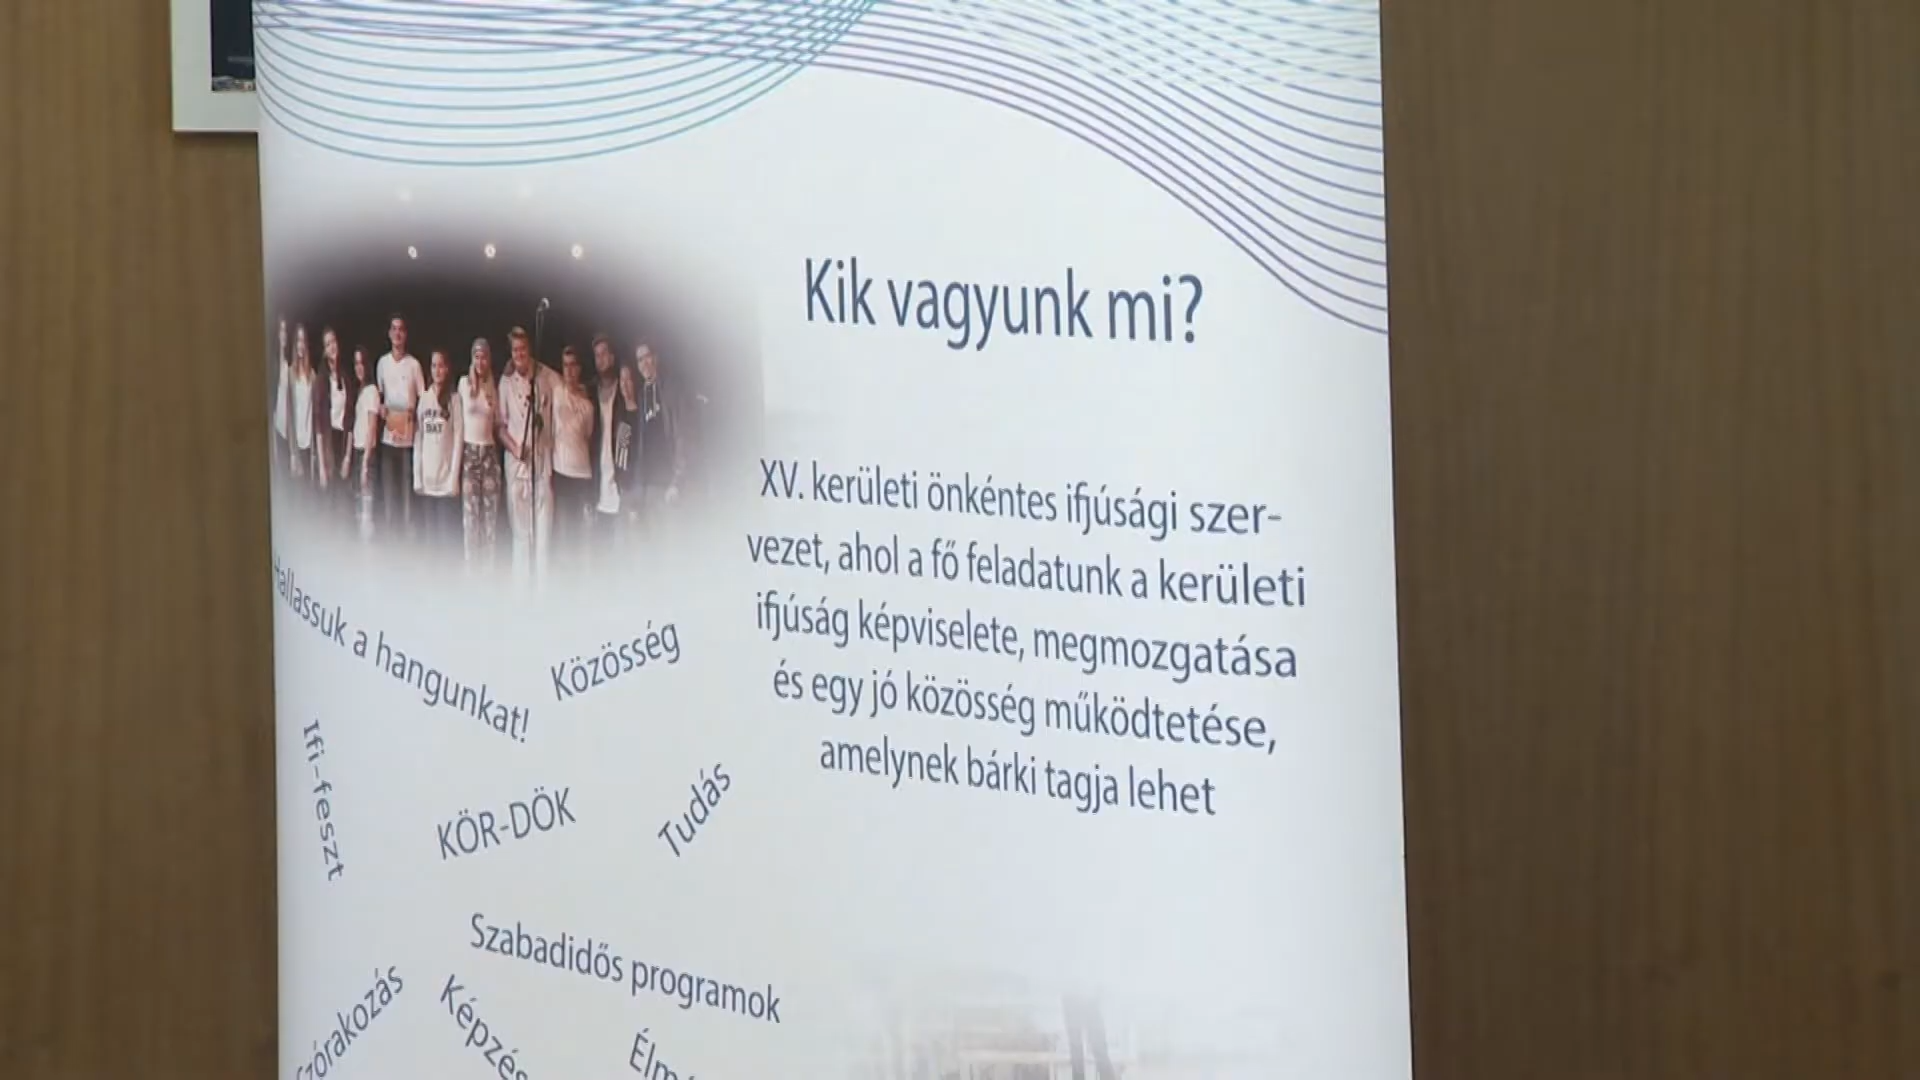 Kik vagyunk mi?
XV. kerületi önkéntes ifjúsági szer-
vezet, ahol a fő feladatunk a kerületi
ifjúság képviselete, megmozgatása
és egy jó közösség működtetése,
amelynek bárki tagja lehet
Hallassuk a hangunkat!
Közösség
Ifi-feszt
KÖR-DÖK
Tudás
Szabadidős programok